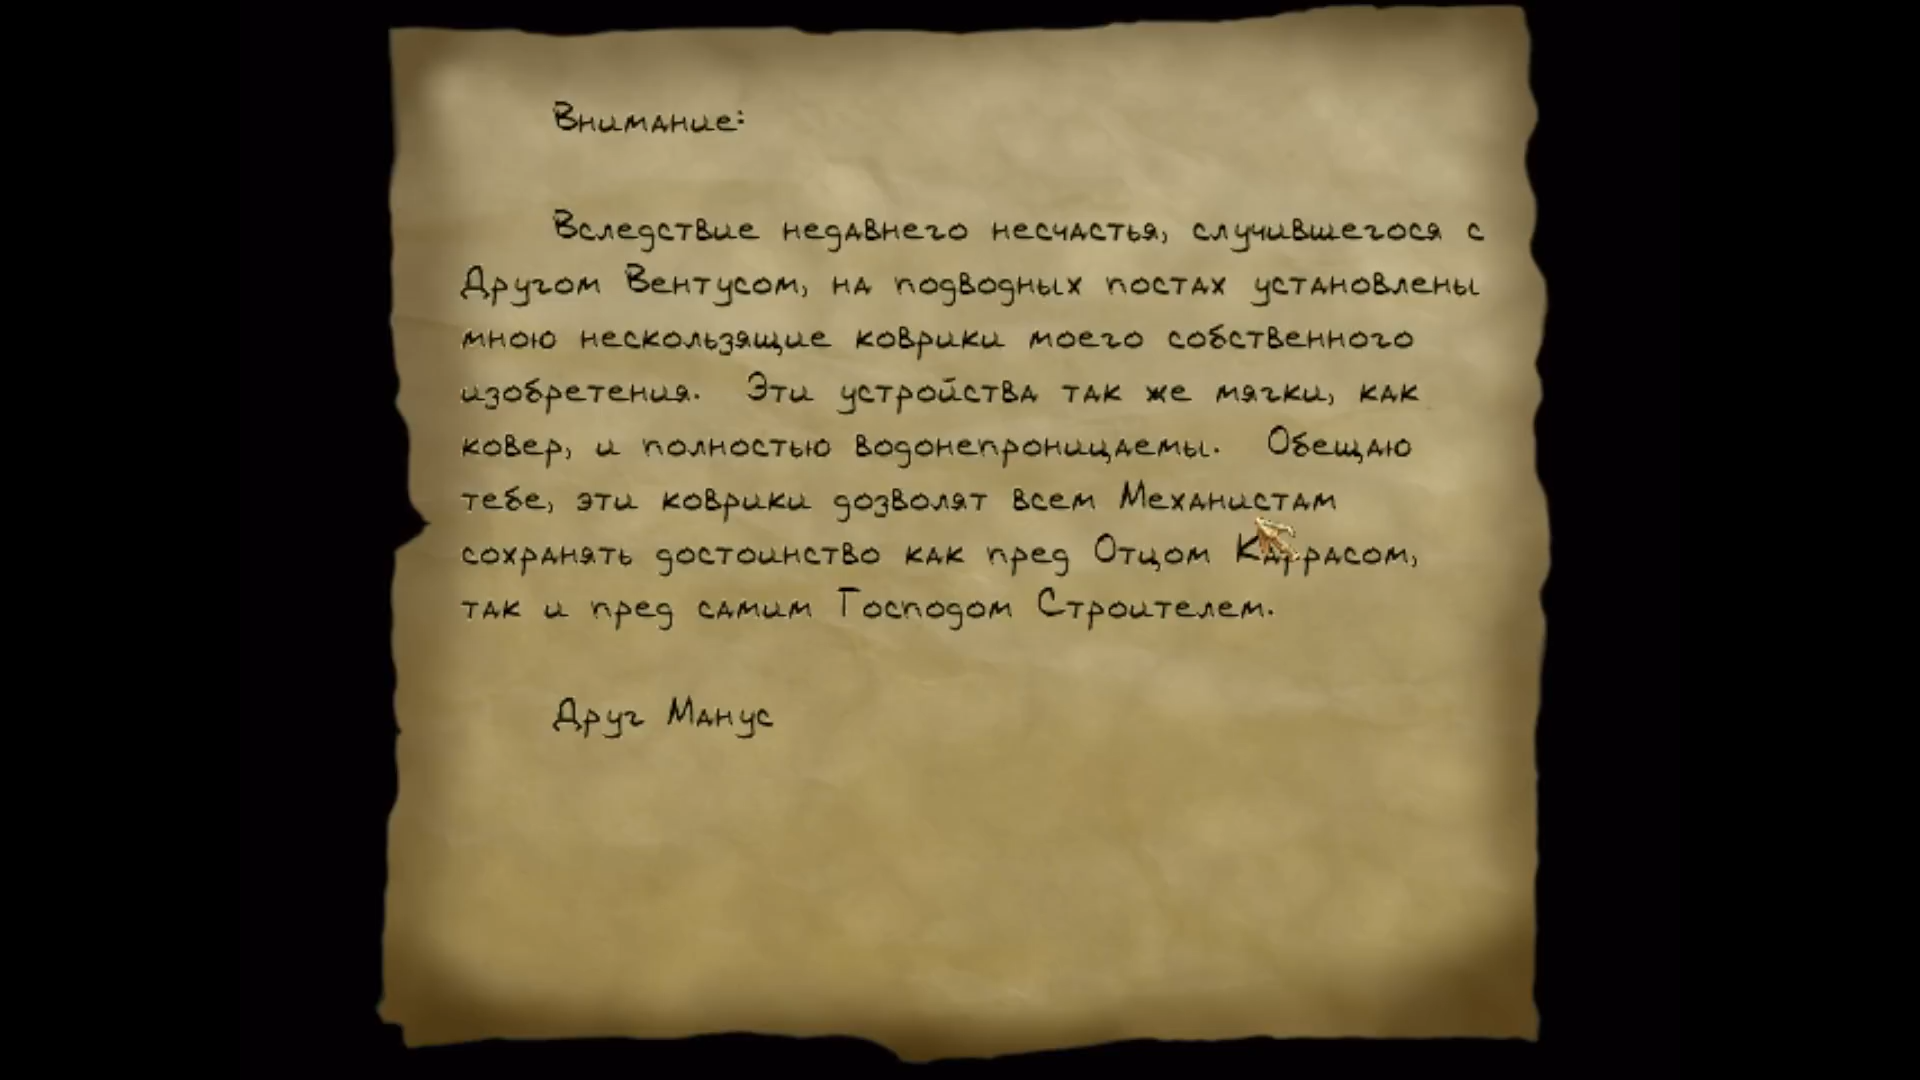 Внимание:
Вследствие недавнего несчастья, случившегося с
Другом Вентусом, на подводных постах установлены
мною нескользящие коврики моего собственного
изобретения. Эти устройства так же мягки, как
ковер, и полностью водонепроницаемы. Обещаю
тебе, эти коврики дозволят всем Механистам
сохранять достоинство как пред Отцом Каррасом,
так и пред самим Господом Строителем.
Друг Манус